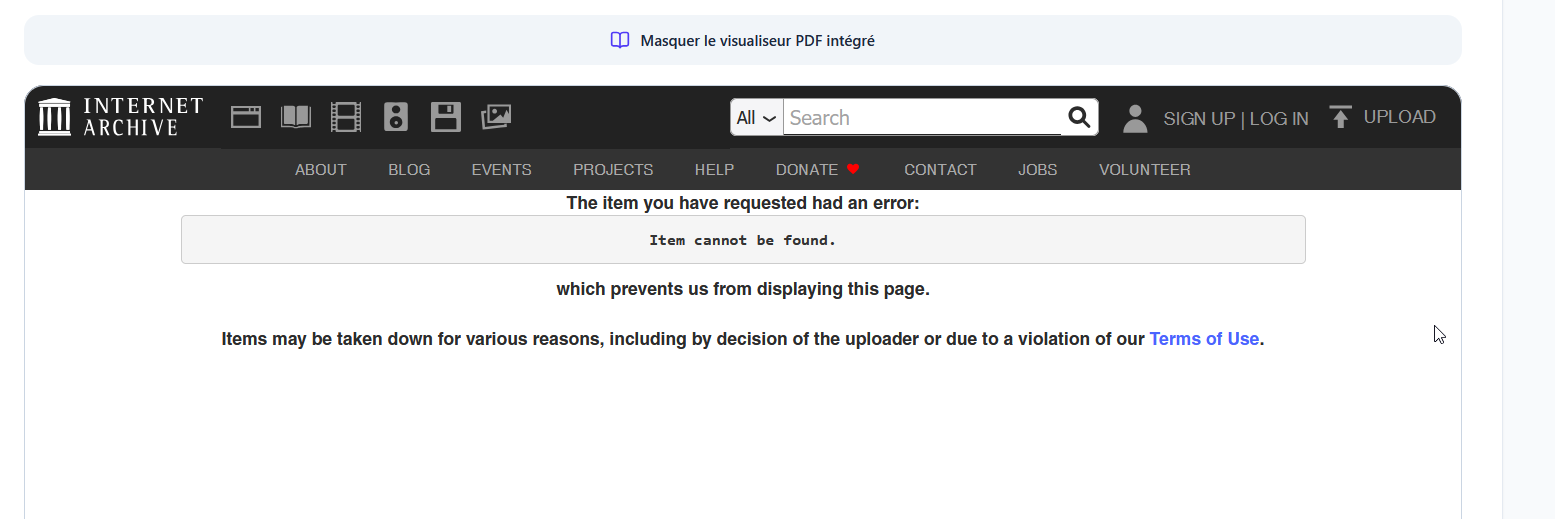 Masquer le visualiseur PDF intégré
INTERNET
ARCHIVE
All
Search
SIGN UP | LOG IN
UPLOAD
ABOUT
BLOG
EVENTS
PROJECTS
HELP
DONATE
CONTACT
JOBS
VOLUNTEER
The item you have requested had an error:
Item cannot be found.
which prevents us from displaying this page.
Items may be taken down for various reasons, including by decision of the uploader or due to a violation of our Terms of Use.